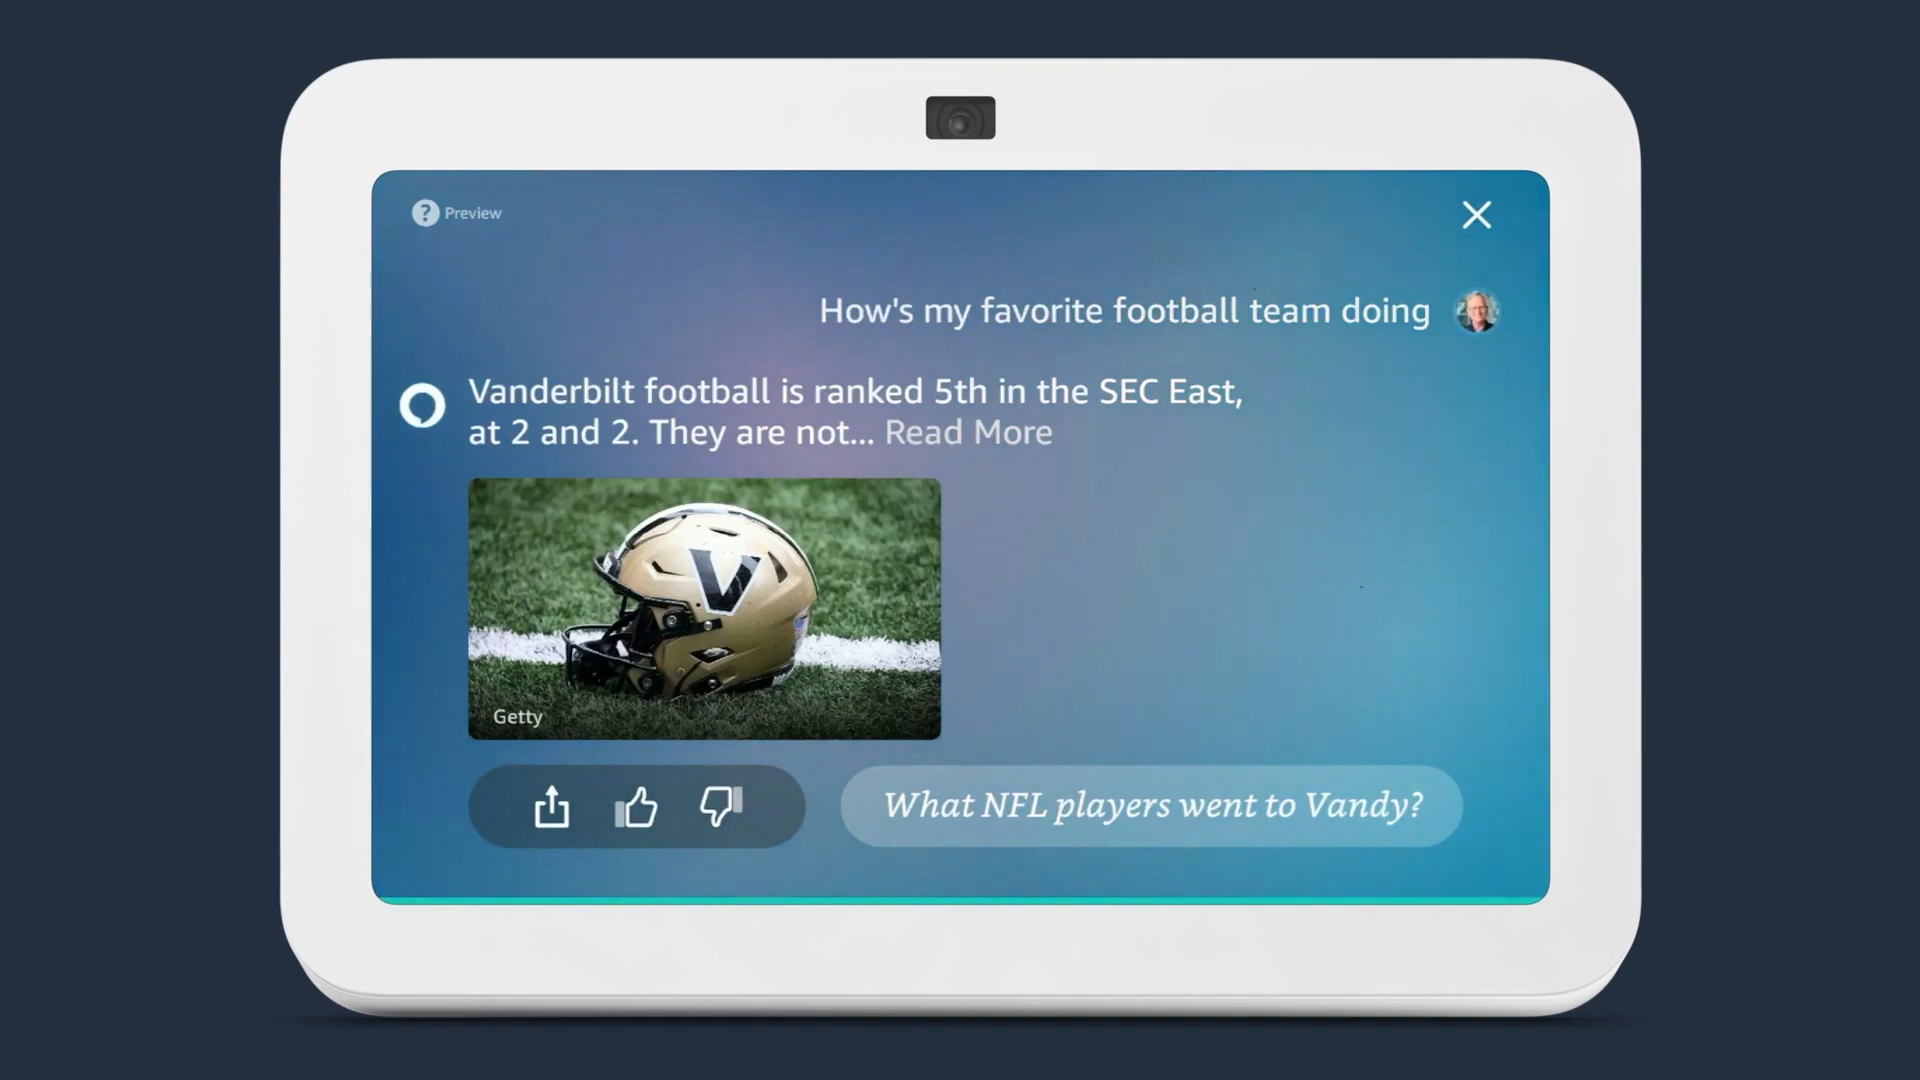 ? Preview
How's my favorite football team doing
Vanderbilt football is ranked 5th in the SEC East,
at 2 and 2. They are not... Read More
V
Getty
What NFL players went to Vandy?